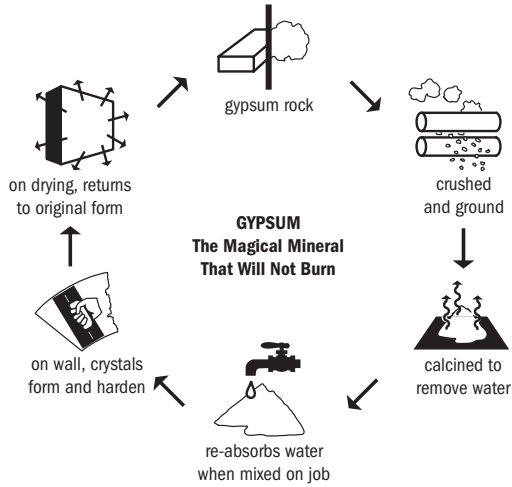 gypsum rock
crushed
and ground
calcined to
remove water
re-absorbs water
when mixed on job
on wall, crystals
form and harden
on drying, returns
to original form
GYPSUM
The Magical Mineral
That Will Not Burn